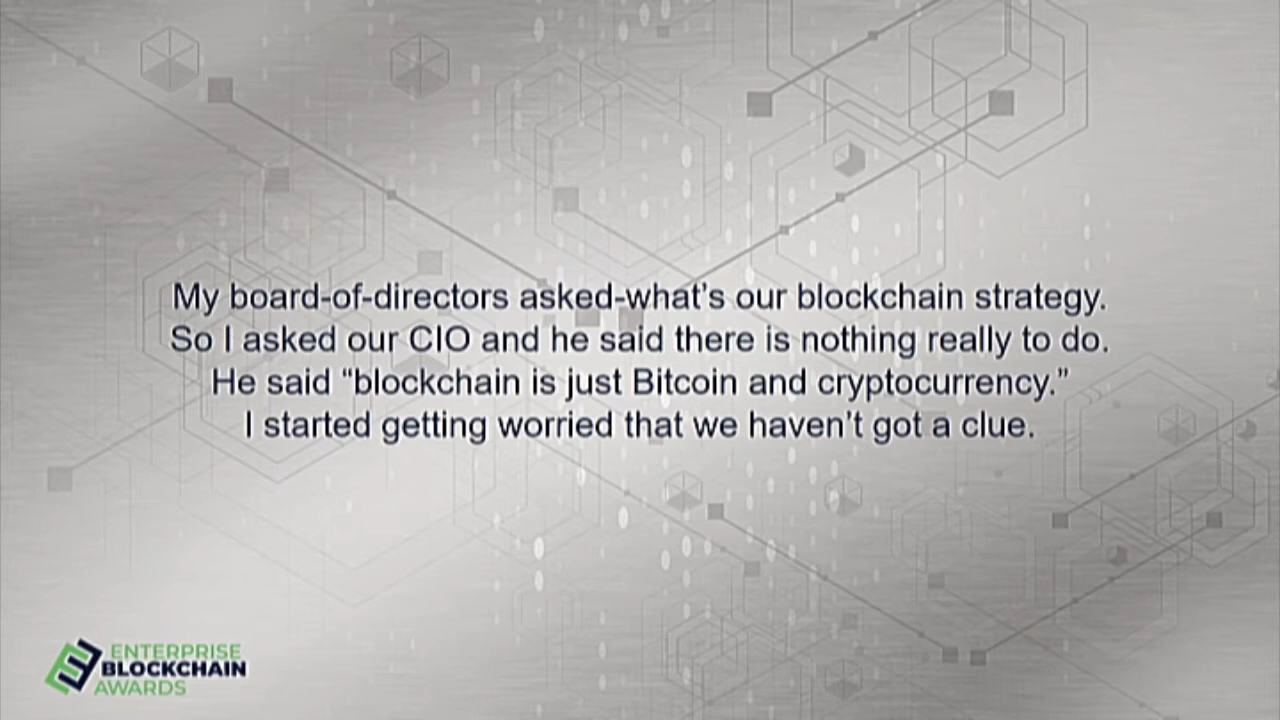 My board-of-directors asked-what’s our blockchain strategy.
So I asked our CIO and he said there is nothing really to do.
He said “blockchain is just Bitcoin and cryptocurrency.”
I started getting worried that we haven’t got a clue.
ENTERPRISE
BLOCKCHAIN
AWARDS